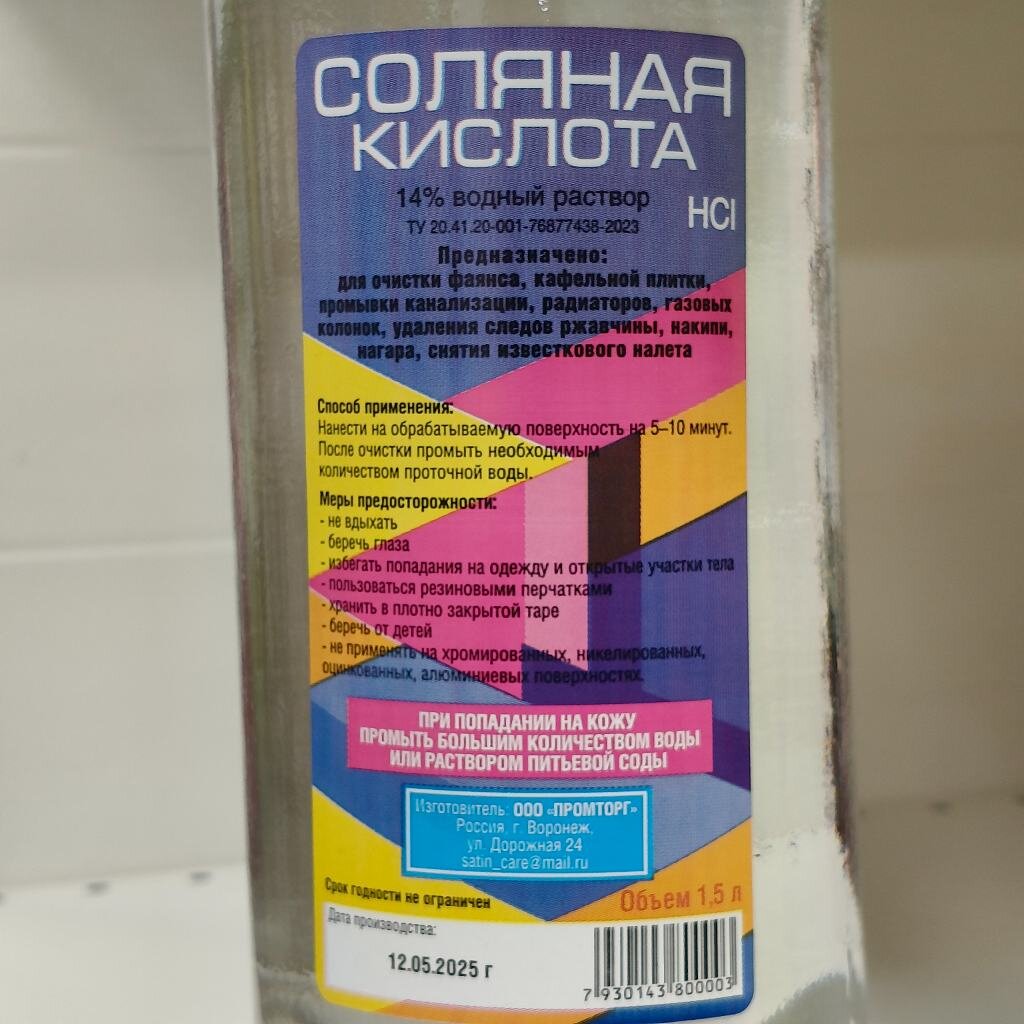 СОЛЯНАЯ
КИСЛОТА
14% водный раствор
HCl
ТУ 20.41.20-001-76877438-2023
Предназначено:
для очистки фаянса, кафельной плитки,
промывки канализации, радиаторов, газовых
колонок, удаления следов ржавчины, накипи,
нагара, снятия известкового налета
Способ применения:
Нанести на обрабатываемую поверхность на 5–10 минут.
После очистки промыть необходимым
количеством проточной воды.
Меры предосторожности:
- не вдыхать
- беречь глаза
- избегать попадания на одежду и открытые участки тела
- пользоваться резиновыми перчатками
- хранить в плотно закрытой таре
- беречь от детей
- не применять на хромированных, никелированных,
оцинкованных, алюминиевых поверхностях.
ПРИ ПОПАДАНИИ НА КОЖУ
ПРОМЫТЬ БОЛЬШИМ КОЛИЧЕСТВОМ ВОДЫ
ИЛИ РАСТВОРОМ ПИТЬЕВОЙ СОДЫ
Изготовитель: ООО «ПРОМТОРГ»
Россия, г. Воронеж,
ул. Дорожная 24
satin_care@mail.ru
Срок годности не ограничен
Объем 1,5 л
Дата производства:
12.05.2025 г
7 930143 800003